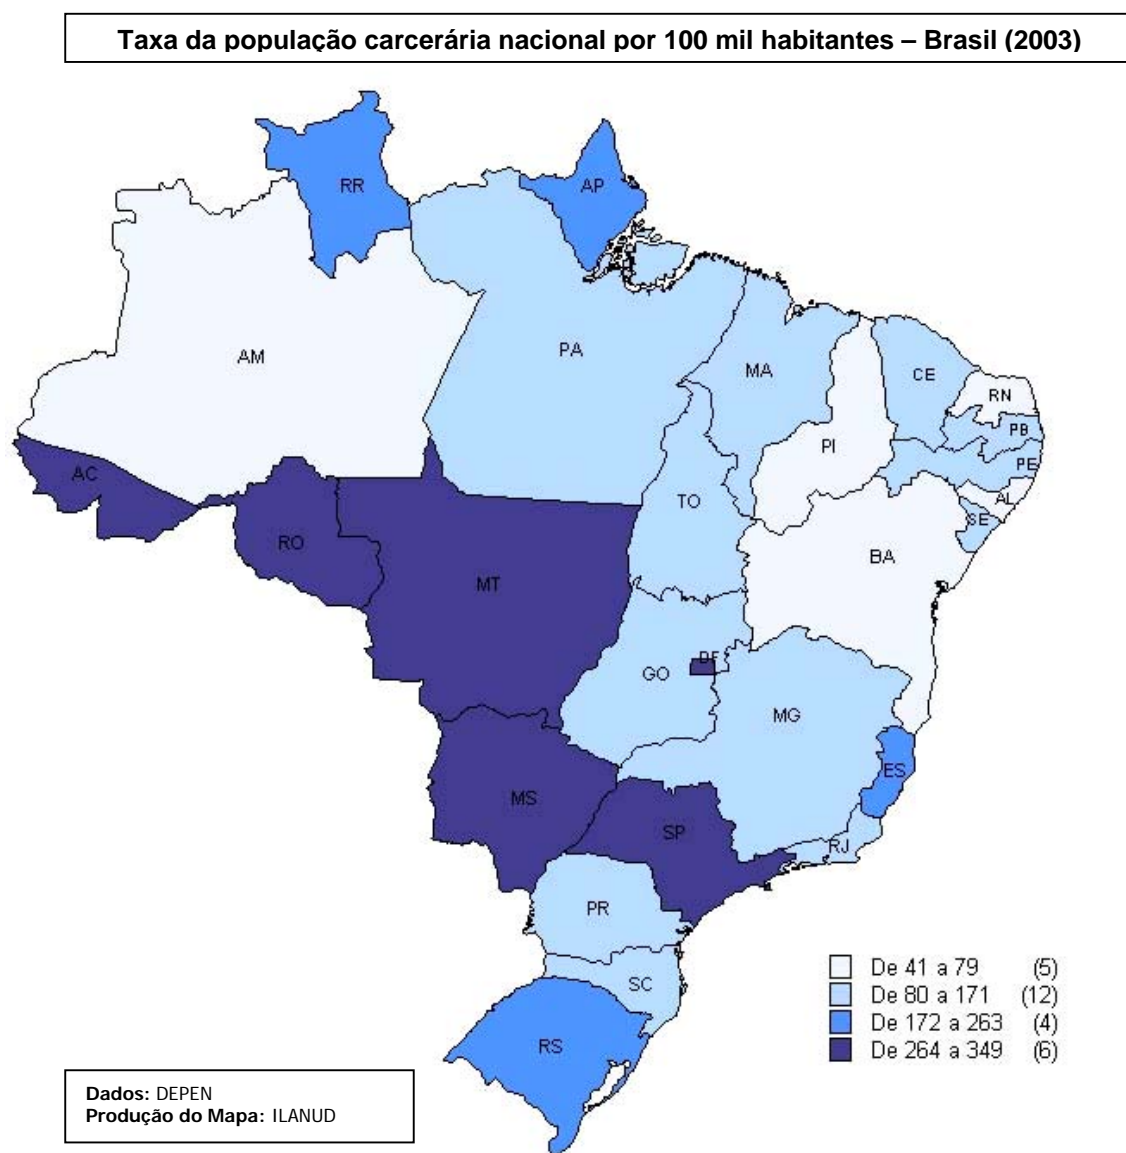 Taxa da população carcerária nacional por 100 mil habitantes – Brasil (2003)
RR
AP
AM
PA
MA
CE
RN
PB
PI
PE
AC
TO
AL
SE
RO
BA
MT
DF
GO
MG
ES
MS
SP
RJ
PR
SC
RS
De 41 a 79 (5)
De 80 a 171 (12)
De 172 a 263 (4)
De 264 a 349 (6)
Dados: DEPEN
Produção do Mapa: ILANUD